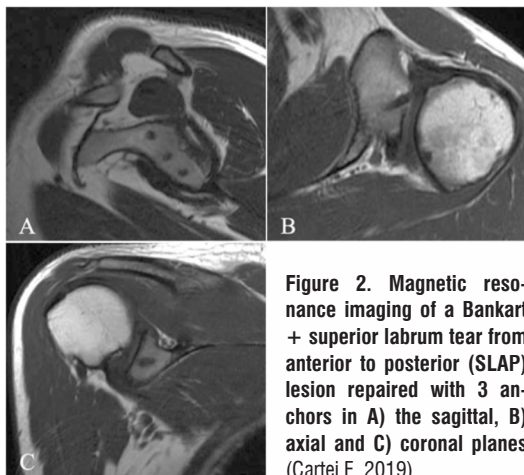 A
B
C
Figure 2. Magnetic reso-
nance imaging of a Bankart
+ superior labrum tear from
anterior to posterior (SLAP)
lesion repaired with 3 an-
chors in A) the sagittal, B)
axial and C) coronal planes
(Cartei F, 2019).